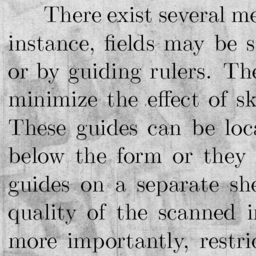 There exist several me
instance, fields may be s
or by guiding rulers. The
minimize the effect of sk
These guides can be loca
below the form or they
guides on a separate she
quality of the scanned i
more importantly, restric